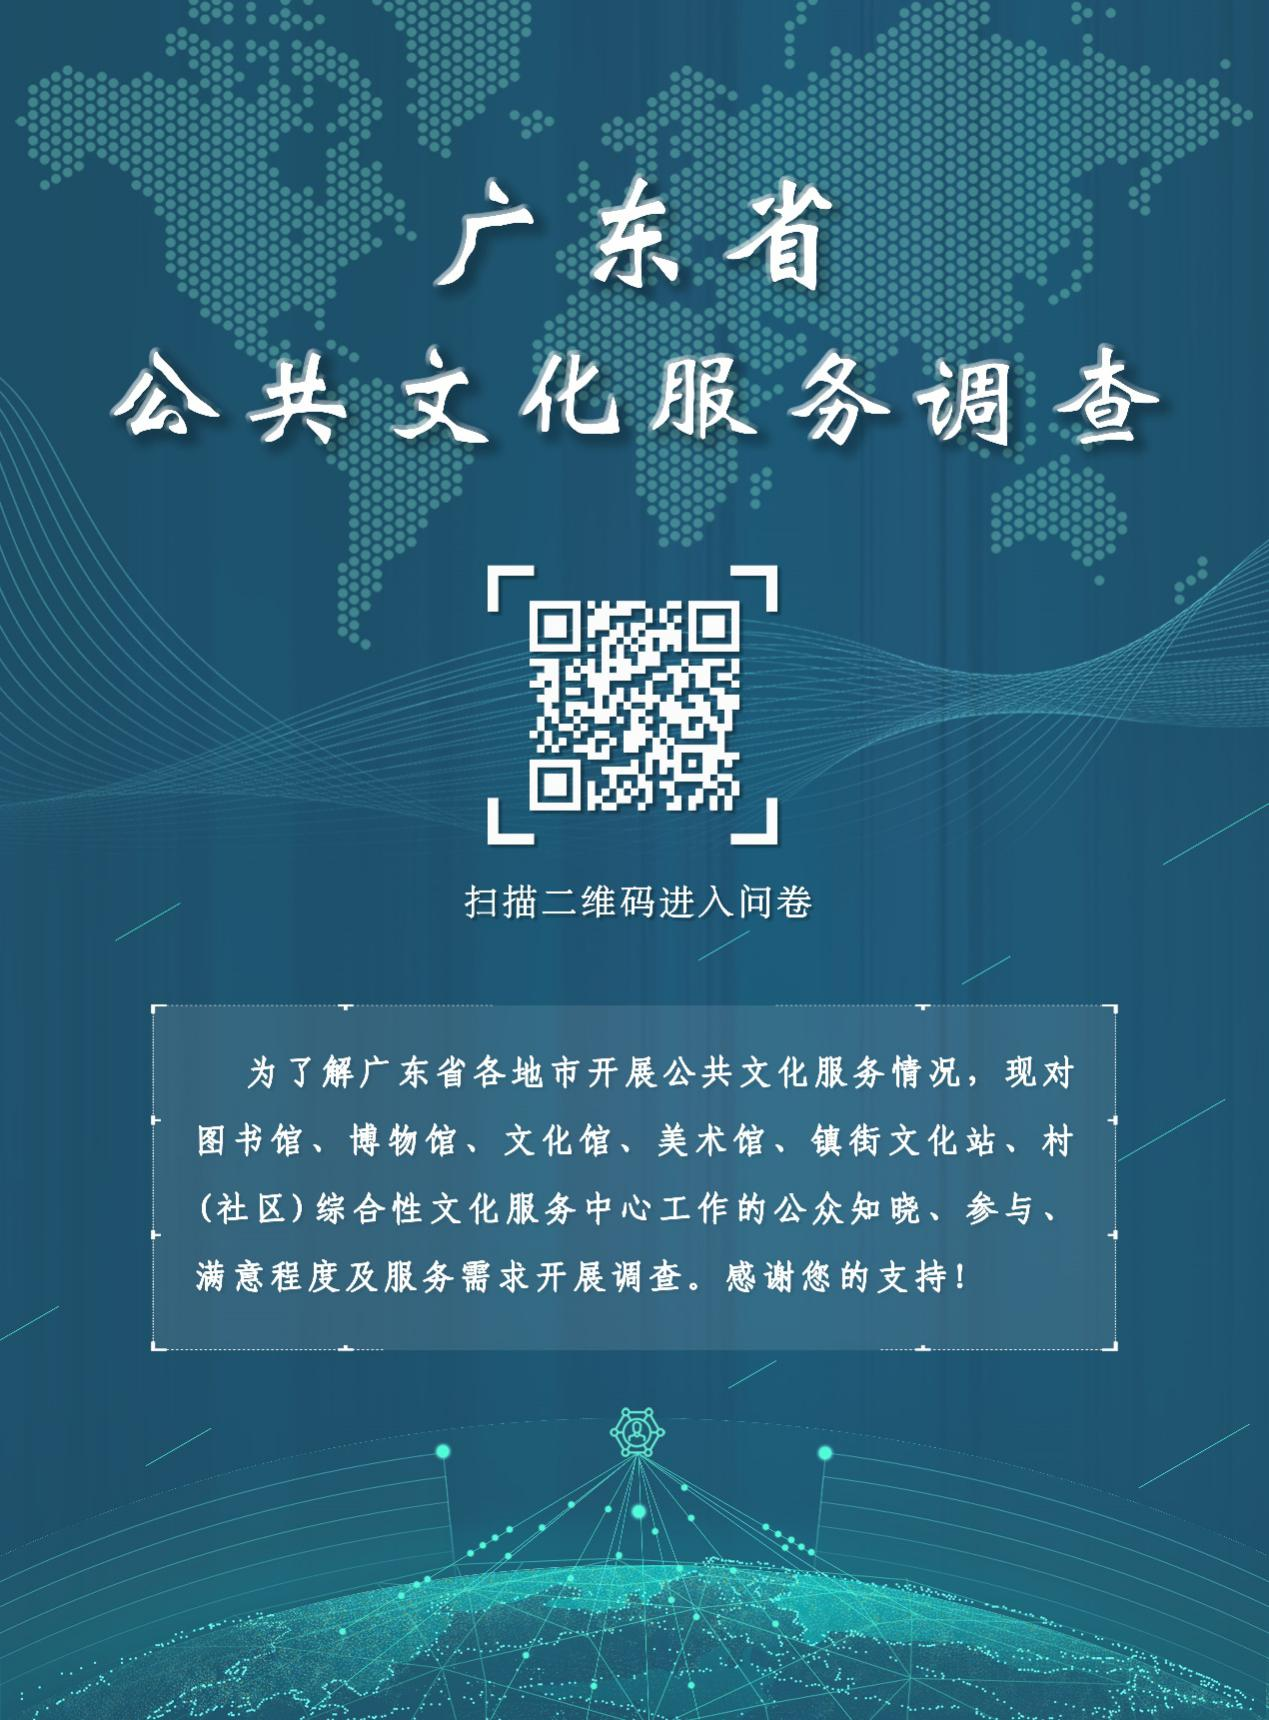 广东省
公共文化服务调查
扫描二维码进入问卷
为了解广东省各地市开展公共文化服务情况，现对
图书馆、博物馆、文化馆、美术馆、镇街文化站、村
(社区)综合性文化服务中心工作的公众知晓、参与、
满意程度及服务需求开展调查。感谢您的支持！